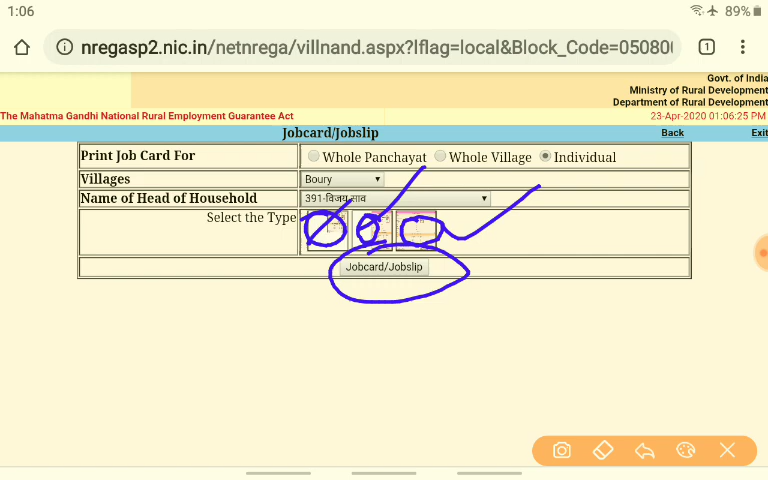 1:06
89%
nregasp2.nic.in/netnrega/villnand.aspx?lflag=local&Block_Code=05080
1
Govt. of India
Ministry of Rural Development
Department of Rural Development
The Mahatma Gandhi National Rural Employment Guarantee Act
23-Apr-2020 01:06:25 PM
Jobcard/Jobslip
Back
Exit
Print Job Card For
Whole Panchayat Whole Village Individual
Villages
Boury
Name of Head of Household
391-विजय साव
Select the Type
Jobcard/Jobslip